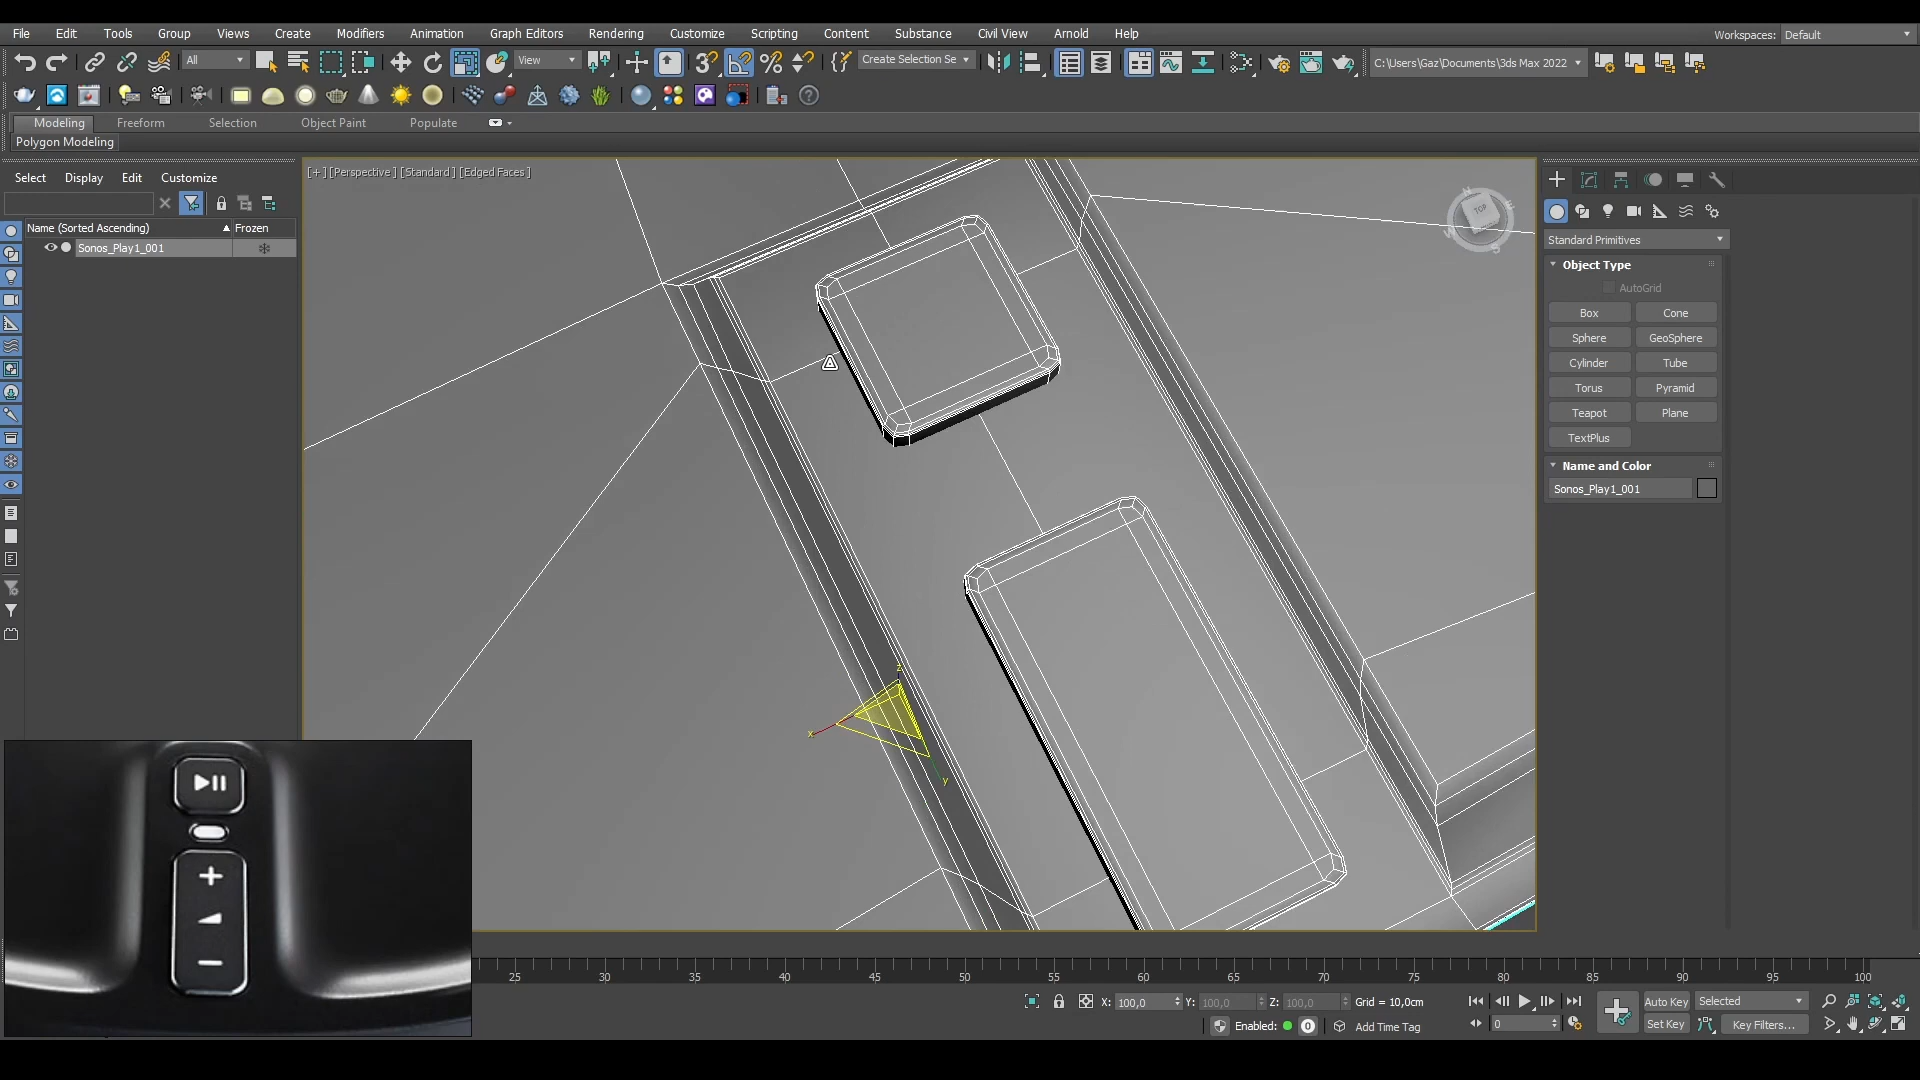 File Edit Tools Group Views Create Modifiers Animation Graph Editors Rendering Customize Scripting Content Substance Civil View Arnold Help
Workspaces: Default
All
View
Create Selection Se
C:\Users\Gaz\Documents\3ds Max 2022
Modeling Freeform Selection Object Paint Populate
Polygon Modeling
Select Display Edit Customize
Name (Sorted Ascending) Frozen
Sonos_Play1_001
[+] [Perspective] [Standard] [Edged Faces]
TOP
N
E
S
W
z
x
y
Standard Primitives
Object Type
AutoGrid
Box Cone
Sphere GeoSphere
Cylinder Tube
Torus Pyramid
Teapot Plane
TextPlus
Name and Color
Sonos_Play1_001
25 30 35 40 45 50 55 60 65 70 75 80 85 90 95 100
X: 100,0 Y: 100,0 Z: 100,0 Grid = 10,0cm
Enabled: 0 Add Time Tag
0
Auto Key Selected
Set Key Key Filters...